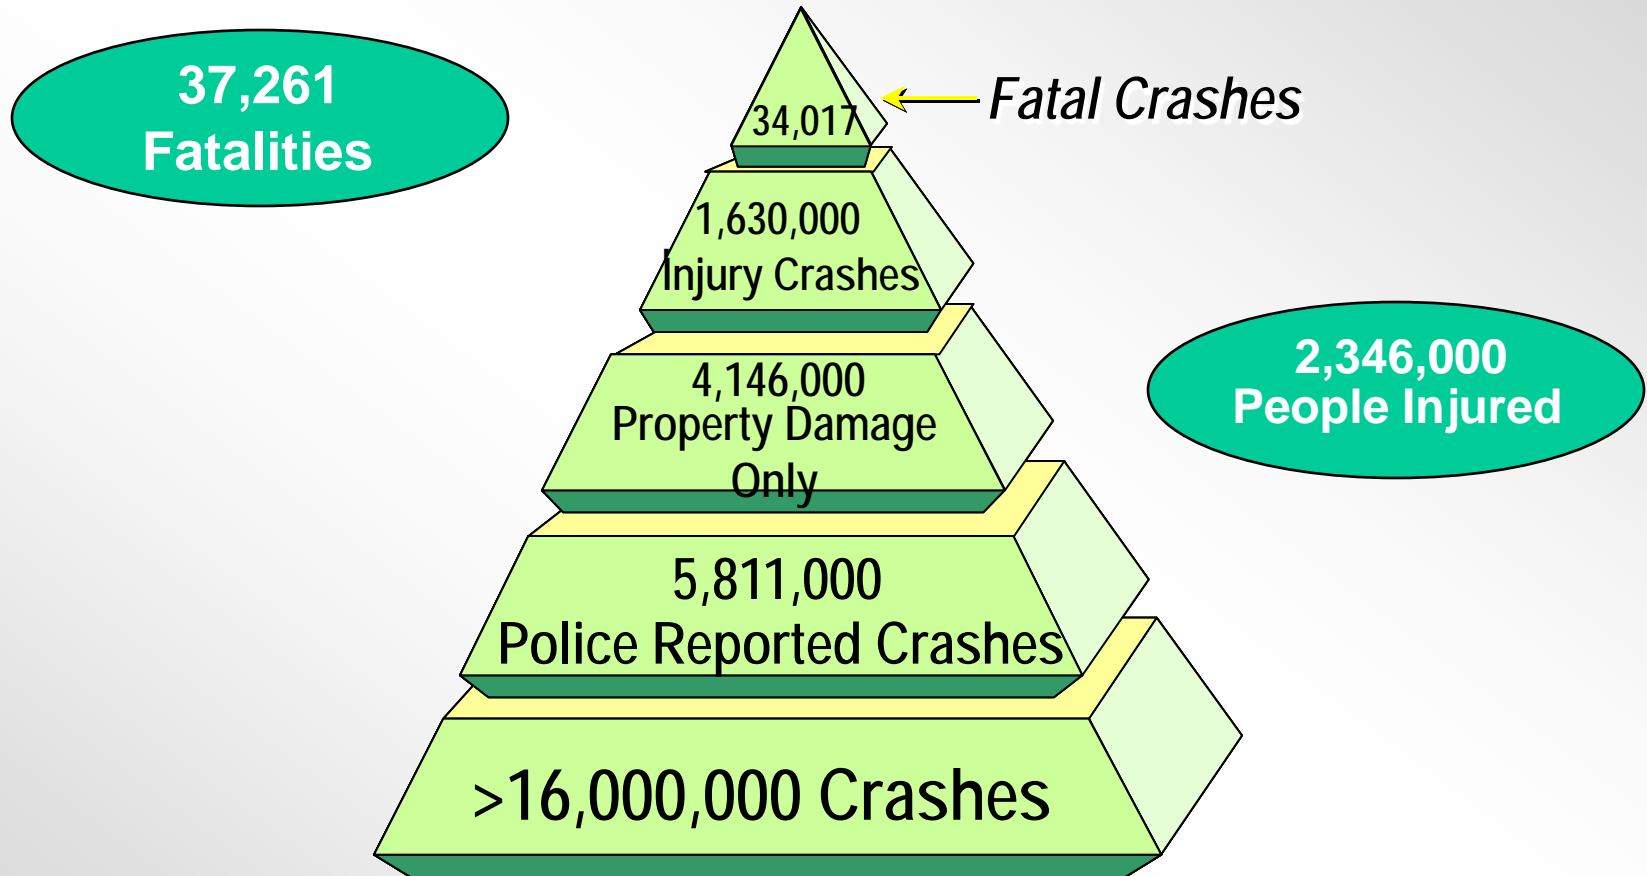 37,261
Fatalities
34,017
Fatal Crashes
1,630,000
Injury Crashes
4,146,000
Property Damage
Only
2,346,000
People Injured
5,811,000
Police Reported Crashes
>16,000,000 Crashes